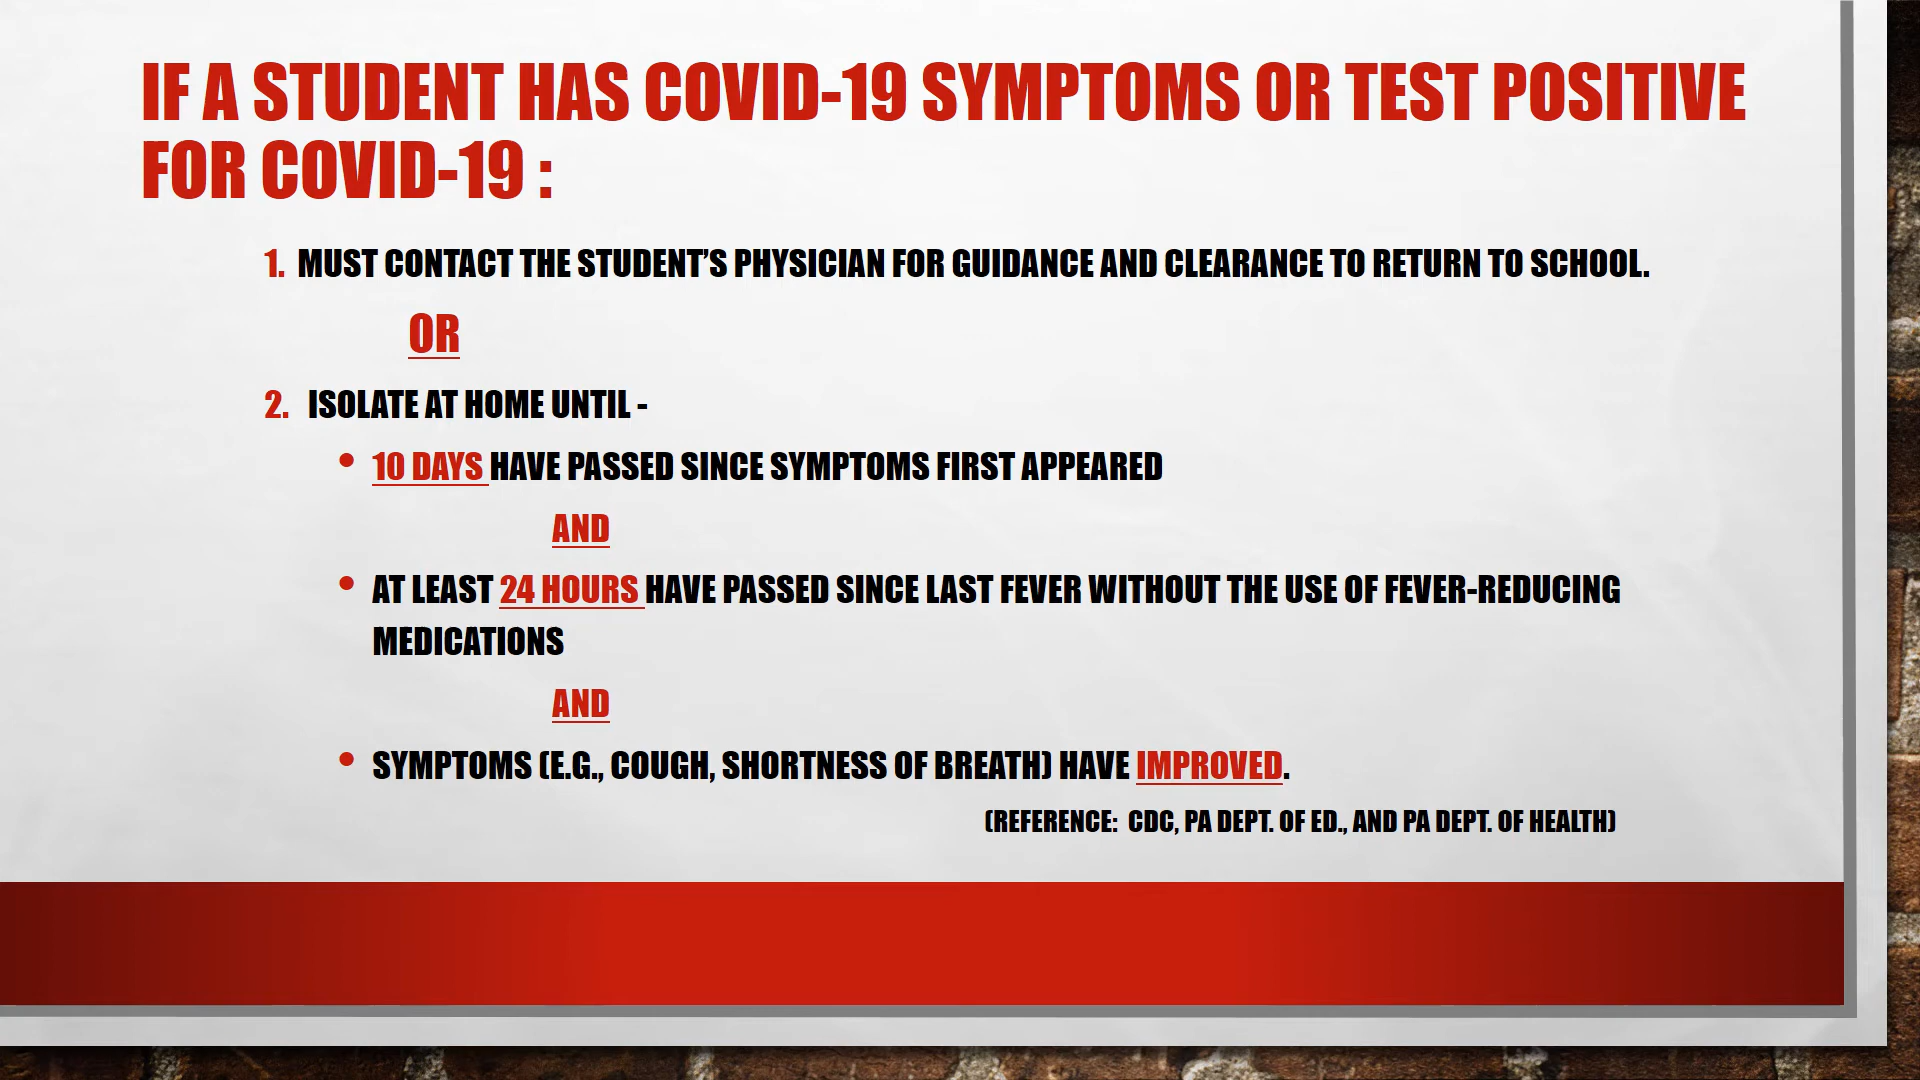 IF A STUDENT HAS COVID-19 SYMPTOMS OR TEST POSITIVE
FOR COVID-19 :
1. MUST CONTACT THE STUDENT'S PHYSICIAN FOR GUIDANCE AND CLEARANCE TO RETURN TO SCHOOL.
OR
2. ISOLATE AT HOME UNTIL -
• 10 DAYS HAVE PASSED SINCE SYMPTOMS FIRST APPEARED
AND
• AT LEAST 24 HOURS HAVE PASSED SINCE LAST FEVER WITHOUT THE USE OF FEVER-REDUCING
MEDICATIONS
AND
• SYMPTOMS (E.G., COUGH, SHORTNESS OF BREATH) HAVE IMPROVED.
(REFERENCE: CDC, PA DEPT. OF ED., AND PA DEPT. OF HEALTH)